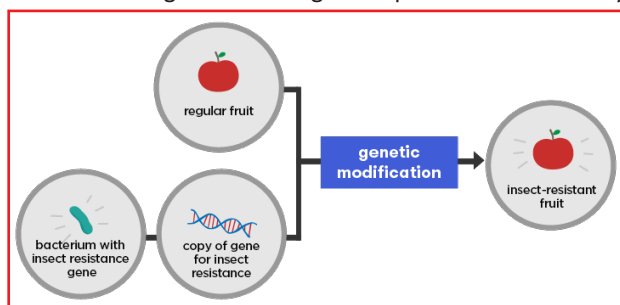 regular fruit
genetic
modification
insect-resistant
fruit
bacterium with
insect resistance
gene
copy of gene
for insect
resistance